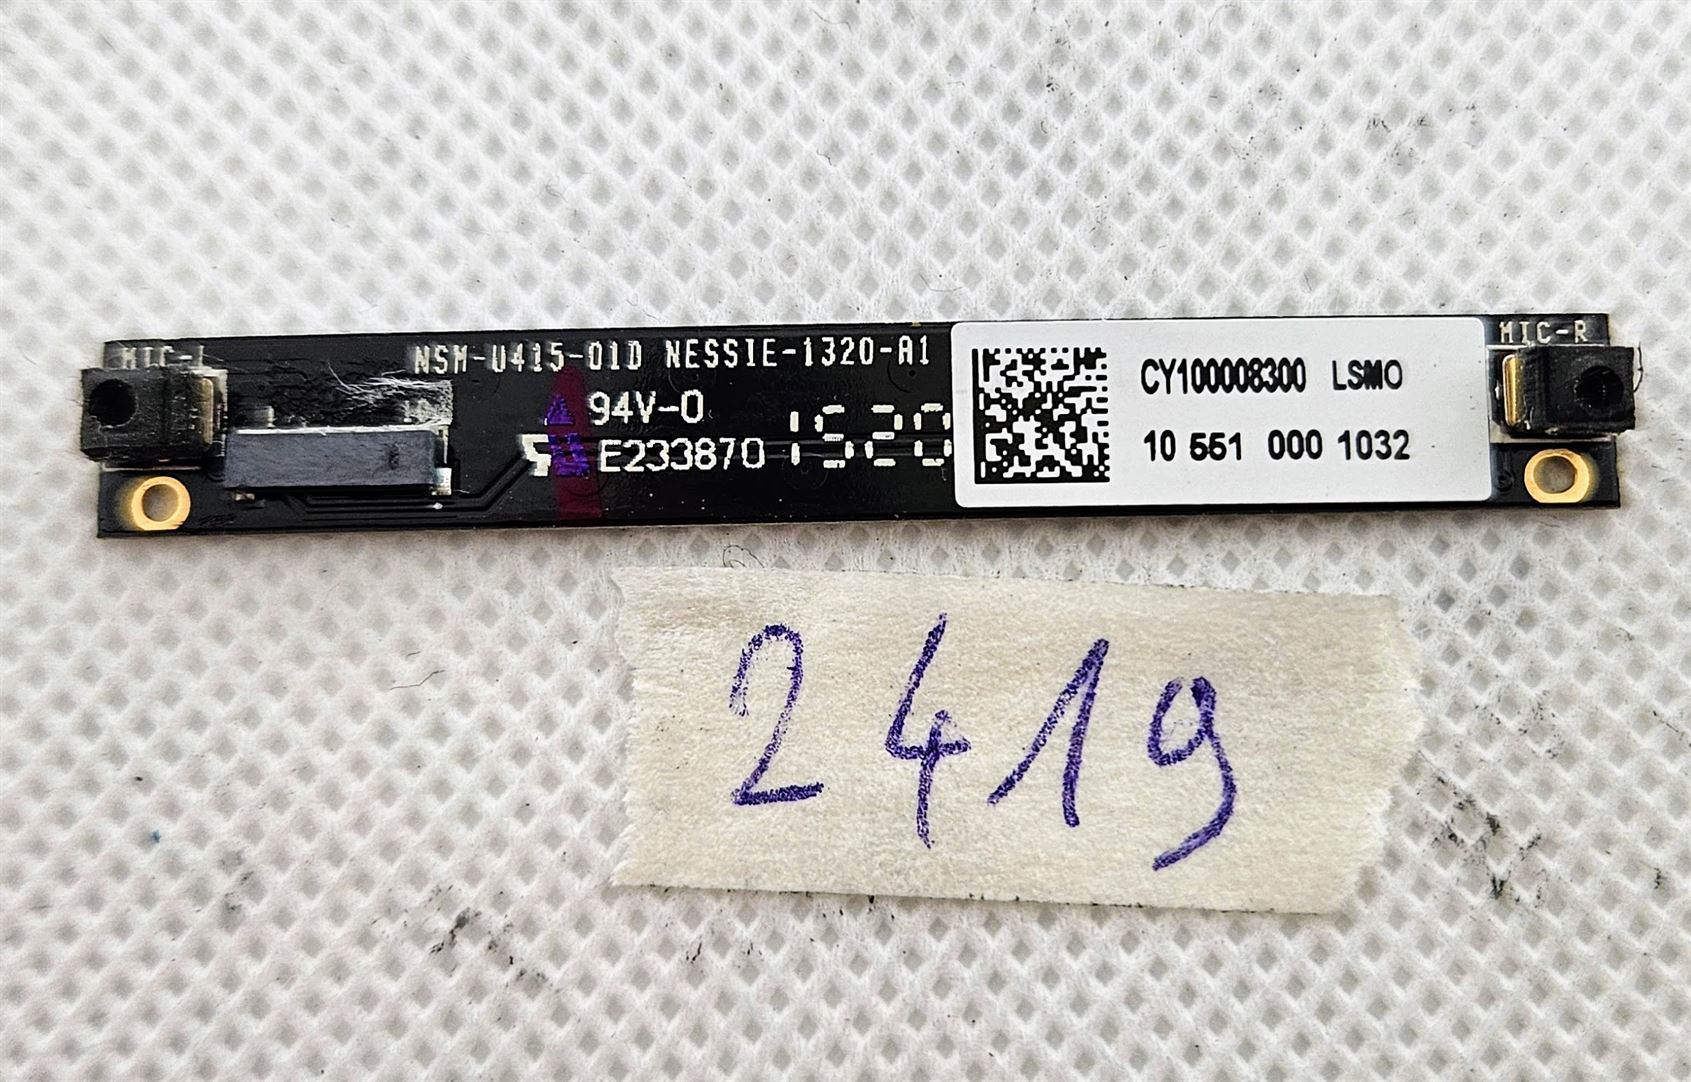 MIC-L
NSM-U415-01D NESSIE-1320-A1
94V-0
E233870 1520
CY100008300 LSMO
10 551 000 1032
MIC-R
2419